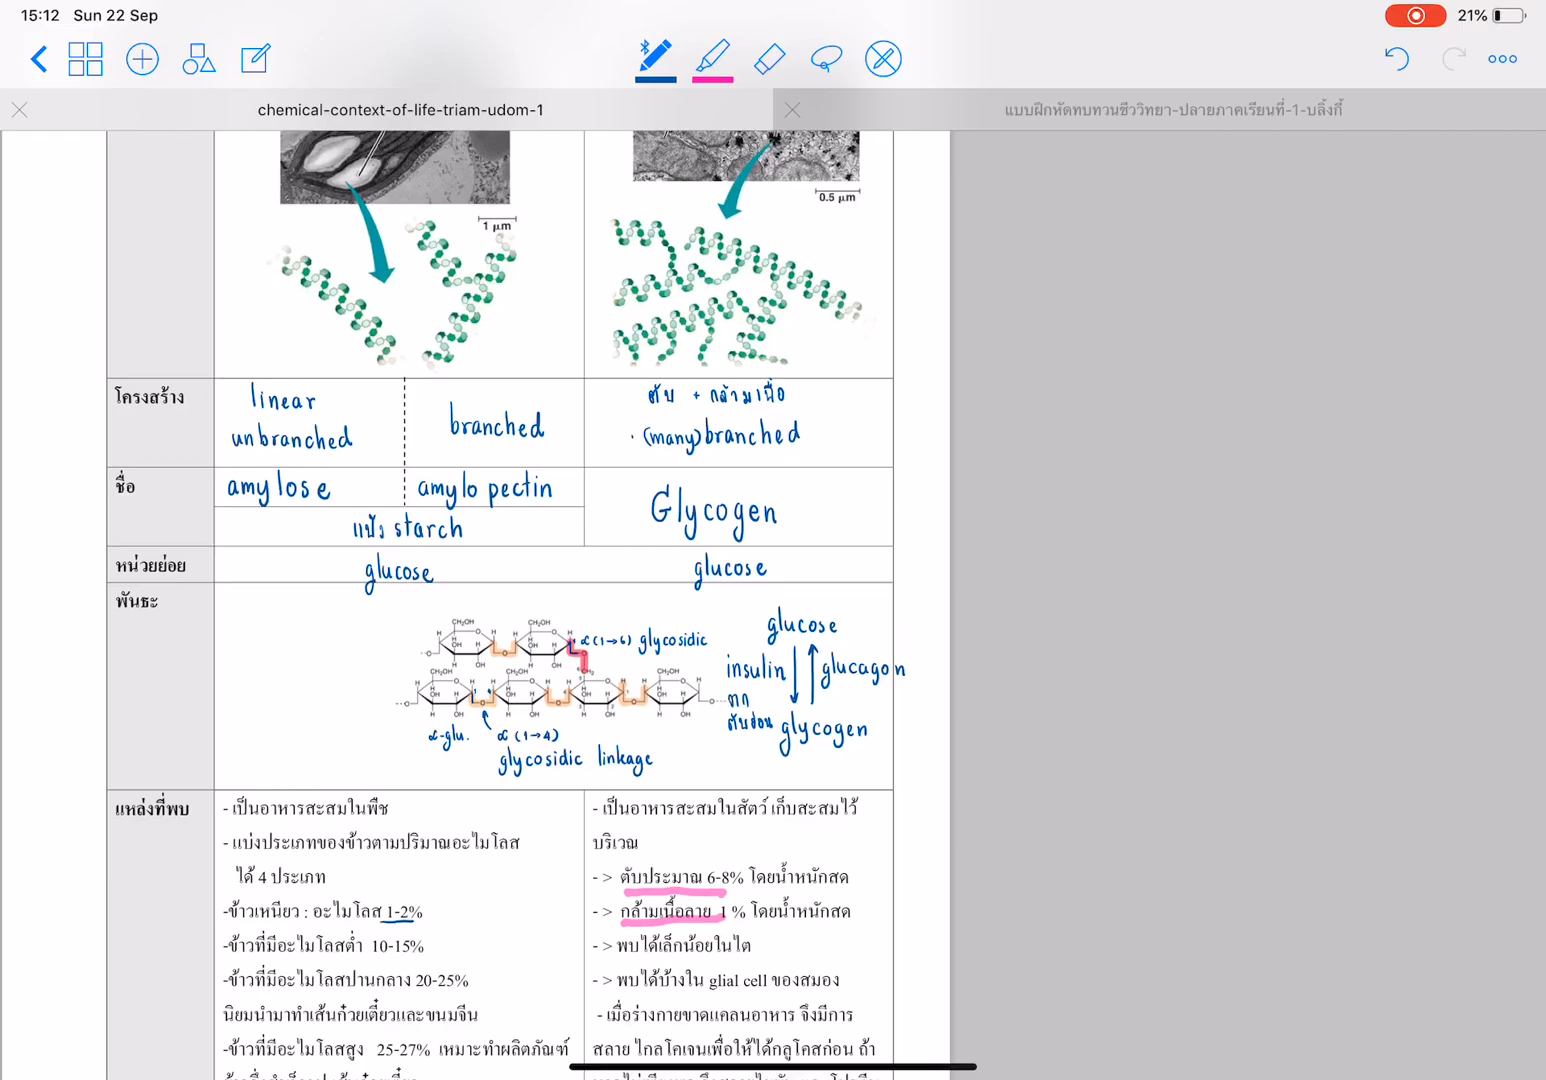 15:12 Sun 22 Sep
21%
chemical-context-of-life-triam-udom-1
แบบฝึกหัดทบทวนชีววิทยา-ปลายภาคเรียนที่-1-บลิ้งกี้
1 μm
0.5 μm
โครงสร้าง
linear
unbranched
branched
ตับ + กล้ามเนื้อ
(many)branched
ชื่อ
amylose
amylopectin
แป้ง starch
Glycogen
หน่วยย่อย
glucose
glucose
พันธะ
α(1→6) glycosidic
α-glu.
α(1→4)
glycosidic linkage
glucose
insulin
glucagon
จาก
ตับอ่อน
glycogen
แหล่งที่พบ
- เป็นอาหารสะสมในพืช
- แบ่งประเภทของข้าวตามปริมาณอะไมโลส
ได้ 4 ประเภท
-ข้าวเหนียว : อะไมโลส 1-2%
-ข้าวที่มีอะไมโลสต่ำ 10-15%
-ข้าวที่มีอะไมโลสปานกลาง 20-25%
นิยมนำมาทำเส้นก๋วยเตี๋ยวและขนมจีน
-ข้าวที่มีอะไมโลสสูง 25-27% เหมาะทำผลิตภัณฑ์
- เป็นอาหารสะสมในสัตว์ เก็บสะสมไว้
บริเวณ
- > ตับประมาณ 6-8% โดยน้ำหนักสด
- > กล้ามเนื้อลาย 1 % โดยน้ำหนักสด
- > พบได้เล็กน้อยในไต
- > พบได้บ้างใน glial cell ของสมอง
- เมื่อร่างกายขาดแคลนอาหาร จึงมีการ
สลาย ไกลโคเจนเพื่อให้ได้กลูโคสก่อน ถ้า